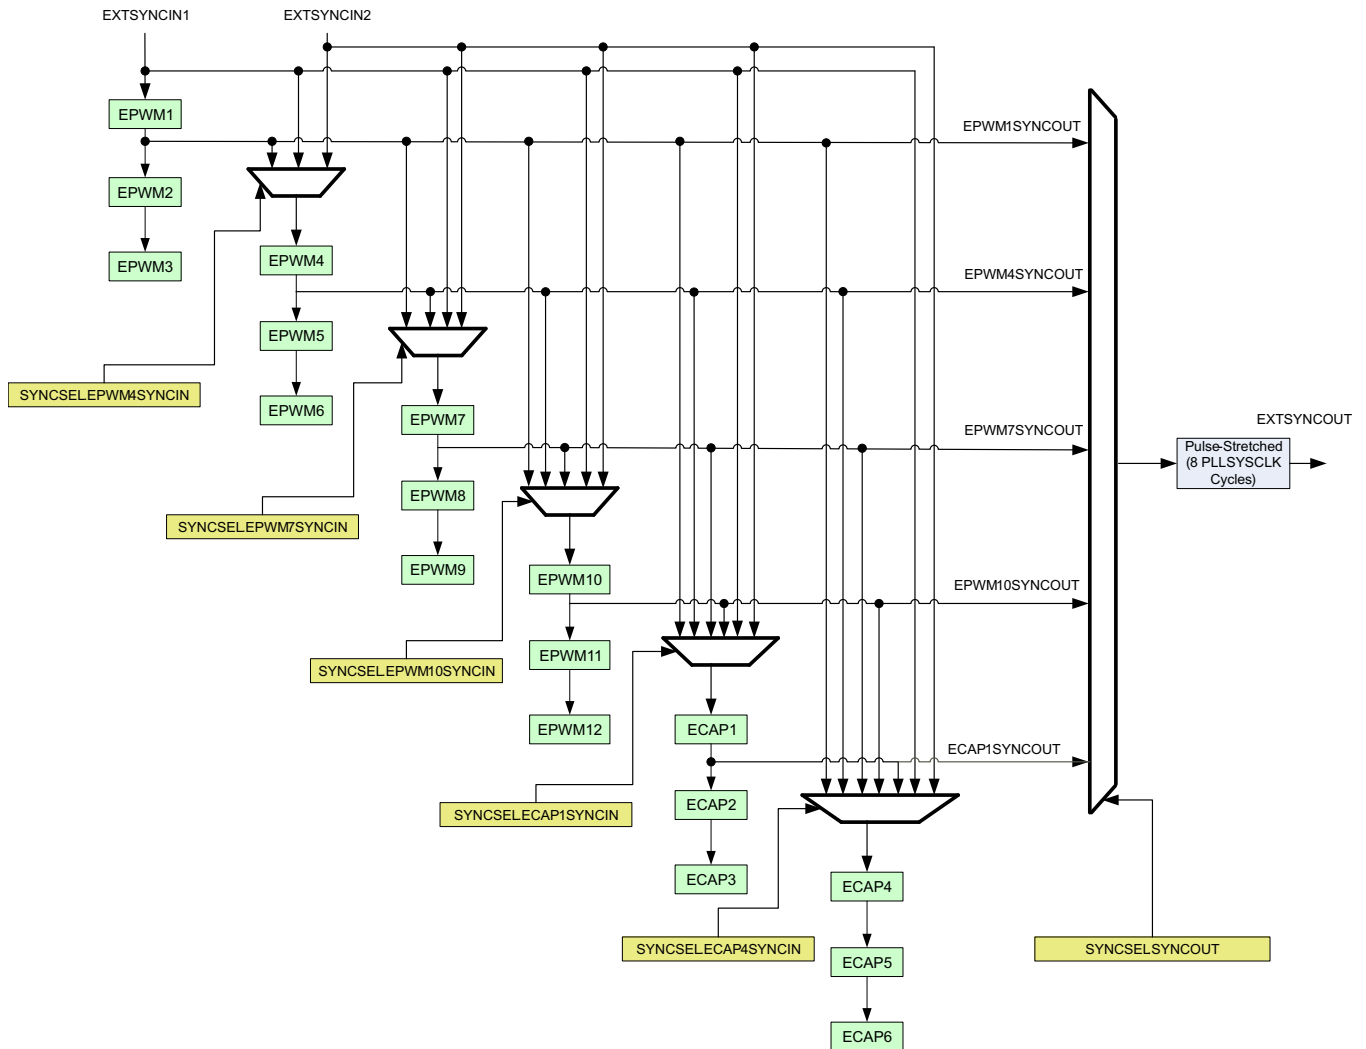 EXTSYNCIN1
EXTSYNCIN2
EPWM1
EPWM1SYNCOUT
EPWM2
EPWM3
EPWM4
EPWM4SYNCOUT
EPWM5
SYNCSELEPWM4SYNCIN
EPWM6
EPWM7
EXTSYNCOUT
EPWM7SYNCOUT
Pulse-Stretched
(8 PLLSYSCLK
Cycles)
EPWM8
SYNCSELEPWM7SYNCIN
EPWM9
EPWM10
EPWM10SYNCOUT
EPWM11
SYNCSELEPWM10SYNCIN
EPWM12
ECAP1
ECAP1SYNCOUT
ECAP2
SYNCSELECAP1SYNCIN
ECAP3
ECAP4
SYNCSELECAP4SYNCIN
SYNCSELSYNCOUT
ECAP5
ECAP6